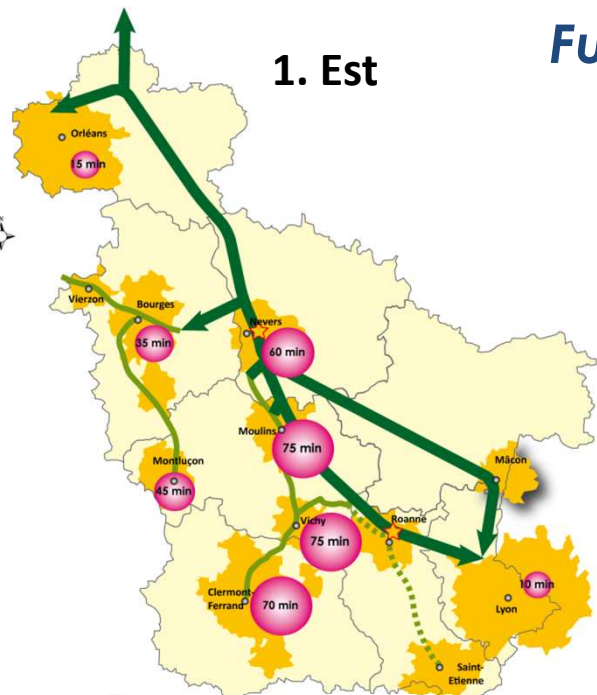 1. Est
Fu
Orléans
15 min
N
Vierzon
Bourges
35 min
Nevers
60 min
Moulins
75 min
Montluçon
45 min
Mâcon
Vichy
75 min
Roanne
Clermont-
Ferrand
70 min
10 min
Lyon
Saint-
Etienne